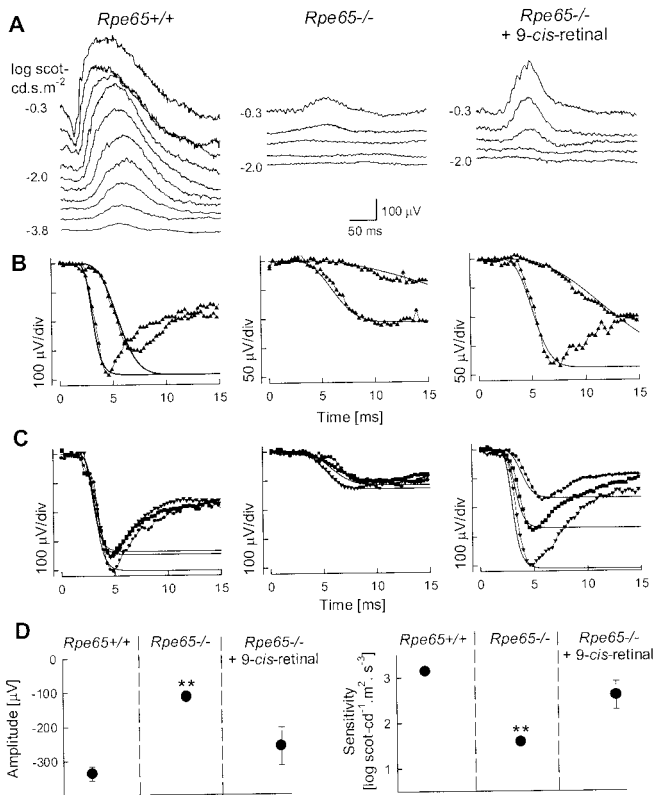 A
Rpe65+/+
Rpe65-/-
Rpe65-/-
+ 9-cis-retinal
log scot-
cd.s.m-2
-0.3
-2.0
-3.8
-0.3
-2.0
-0.3
-2.0
100 µV
50 ms
B
100 µV/div
0 5 10 15
50 µV/div
0 5 10 15
50 µV/div
0 5 10 15
Time [ms]
C
100 µV/div
0 5 10 15
100 µV/div
0 5 10 15
100 µV/div
0 5 10 15
Time [ms]
D
Rpe65+/+
Rpe65-/-
Rpe65-/-
+ 9-cis-retinal
Amplitude [µV]
0
-100
-200
-300
**
Rpe65+/+
Rpe65-/-
Rpe65-/-
+ 9-cis-retinal
Sensitivity
[log scot-cd-1.m2. s-3]
3
2
1
**